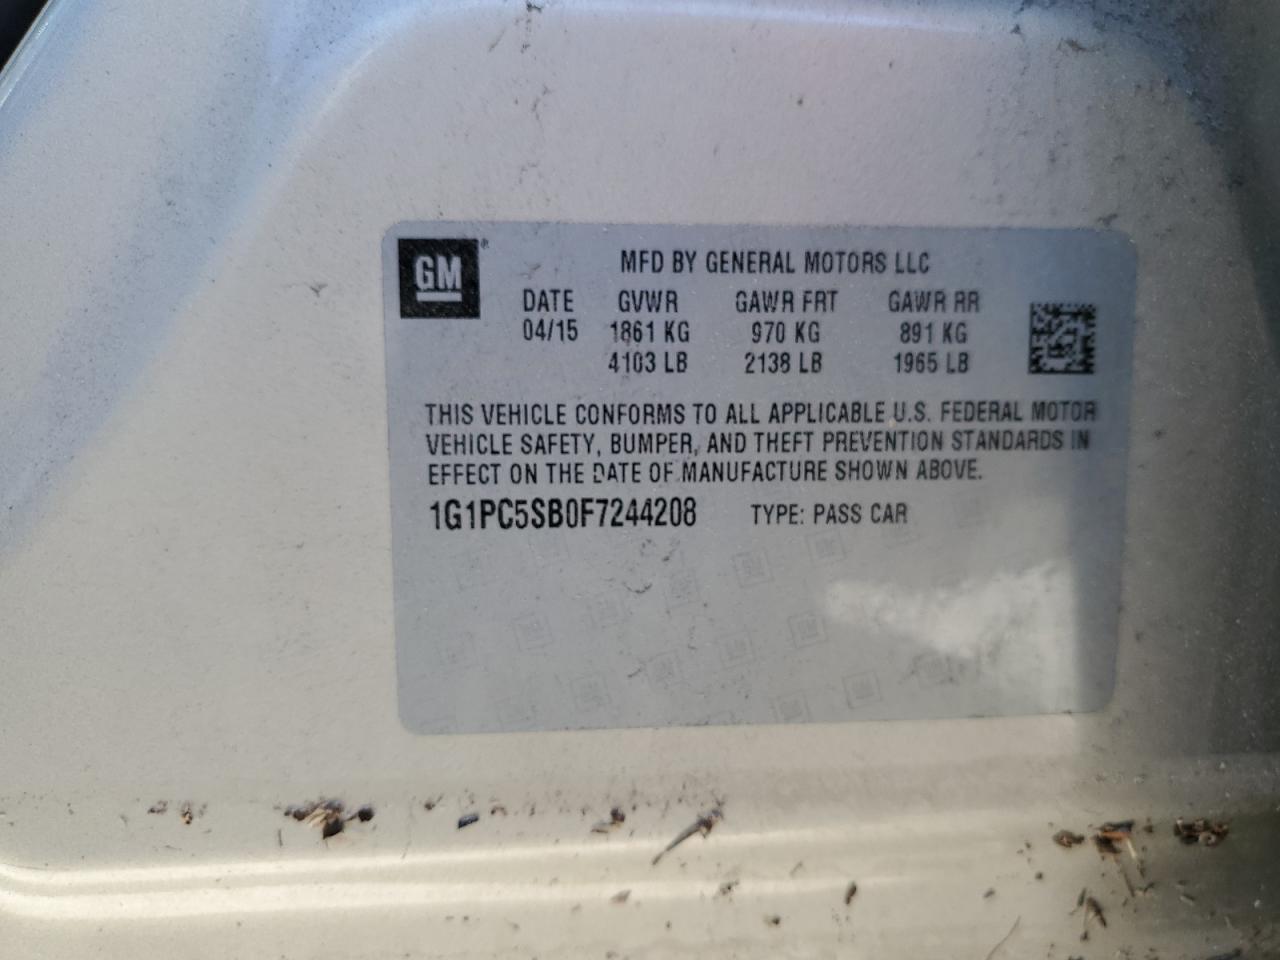 GM®
MFD BY GENERAL MOTORS LLC
DATE GVWR GAWR FRT GAWR RR
04/15 1861 KG 970 KG 891 KG
4103 LB 2138 LB 1965 LB
THIS VEHICLE CONFORMS TO ALL APPLICABLE U.S. FEDERAL MOTOR
VEHICLE SAFETY, BUMPER, AND THEFT PREVENTION STANDARDS IN
EFFECT ON THE DATE OF MANUFACTURE SHOWN ABOVE.
1G1PC5SB0F7244208 TYPE: PASS CAR